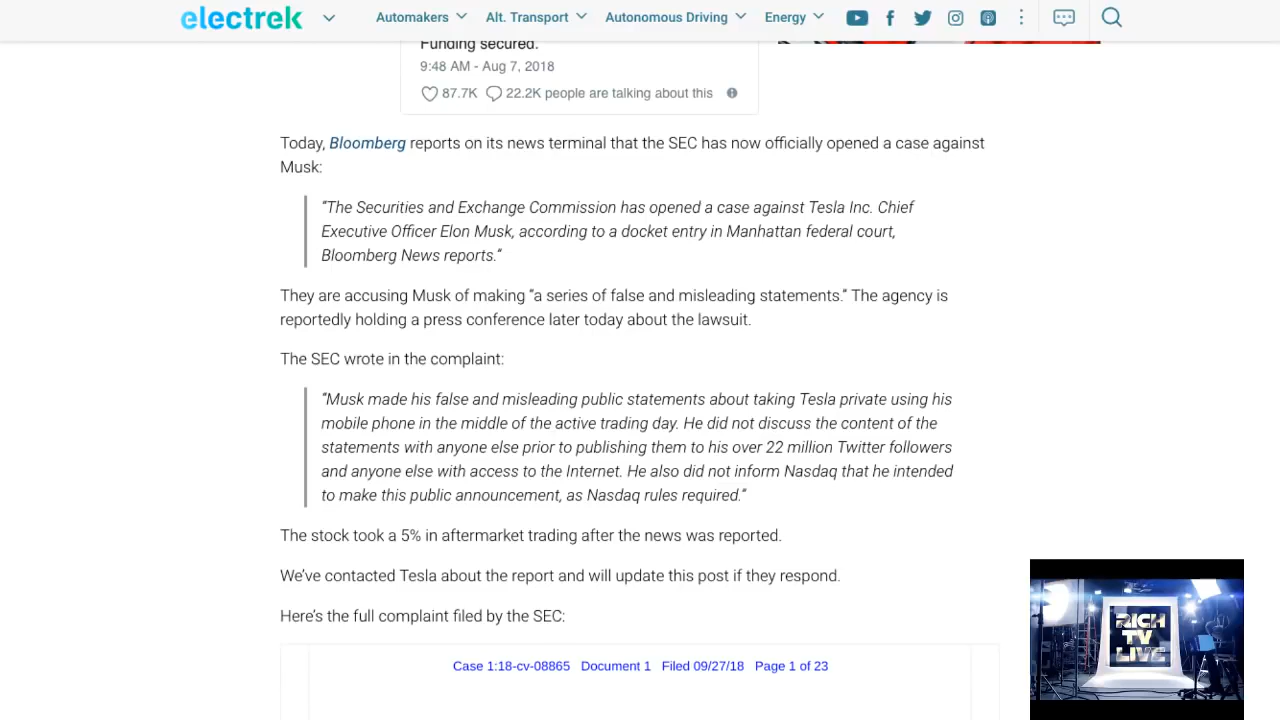 electrek
Automakers Alt. Transport Autonomous Driving Energy
Funding secured.
9:48 AM - Aug 7, 2018
87.7K 22.2K people are talking about this
Today, Bloomberg reports on its news terminal that the SEC has now officially opened a case against
Musk:
“The Securities and Exchange Commission has opened a case against Tesla Inc. Chief
Executive Officer Elon Musk, according to a docket entry in Manhattan federal court,
Bloomberg News reports.“
They are accusing Musk of making “a series of false and misleading statements.” The agency is
reportedly holding a press conference later today about the lawsuit.
The SEC wrote in the complaint:
“Musk made his false and misleading public statements about taking Tesla private using his
mobile phone in the middle of the active trading day. He did not discuss the content of the
statements with anyone else prior to publishing them to his over 22 million Twitter followers
and anyone else with access to the Internet. He also did not inform Nasdaq that he intended
to make this public announcement, as Nasdaq rules required.”
The stock took a 5% in aftermarket trading after the news was reported.
We’ve contacted Tesla about the report and will update this post if they respond.
Here’s the full complaint filed by the SEC:
Case 1:18-cv-08865 Document 1 Filed 09/27/18 Page 1 of 23
RICH
TV
LIVE